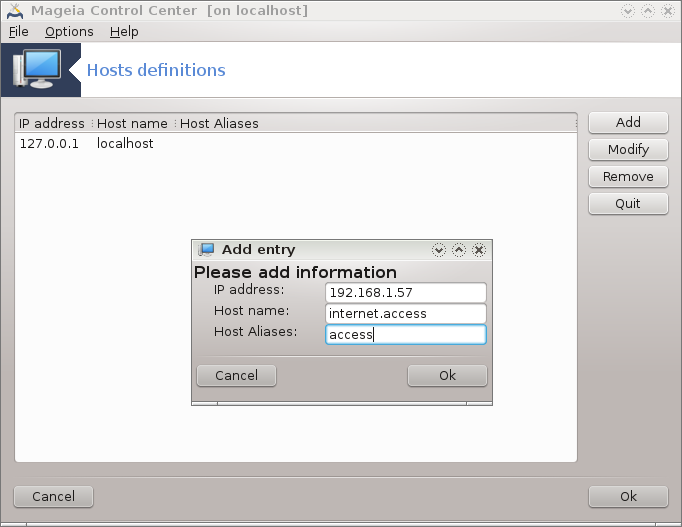 Mageia Control Center  [on localhost]
File Options Help
Hosts definitions
IP address Host name Host Aliases
127.0.0.1 localhost
Add
Modify
Remove
Quit
Add entry
Please add information
IP address: 192.168.1.57
Host name: internet.access
Host Aliases: access
Cancel Ok
Cancel Ok